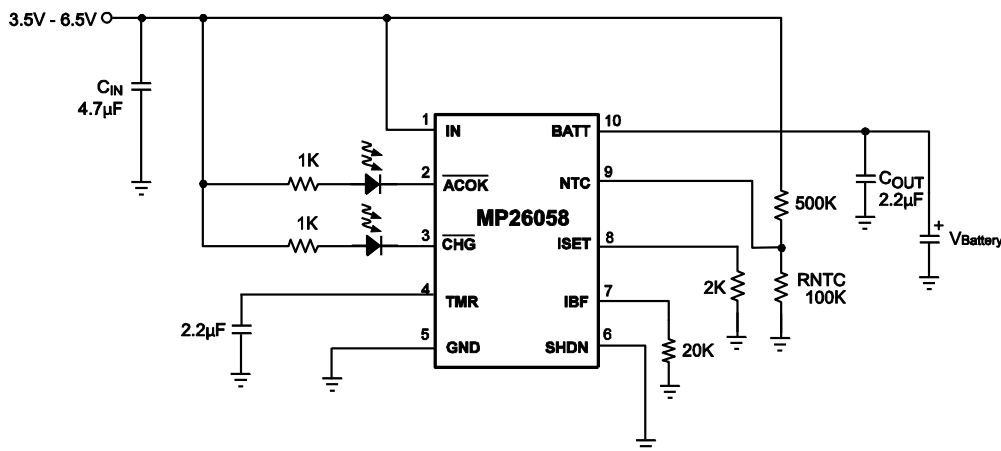 3.5V - 6.5V
CIN
4.7µF
1K
1K
2.2µF
1
IN
2
ACOK
3
CHG
4
TMR
5
GND
MP26058
BATT
10
NTC
9
ISET
8
IBF
7
SHDN
6
2K
20K
500K
RNTC
100K
COUT
2.2µF
+
VBattery